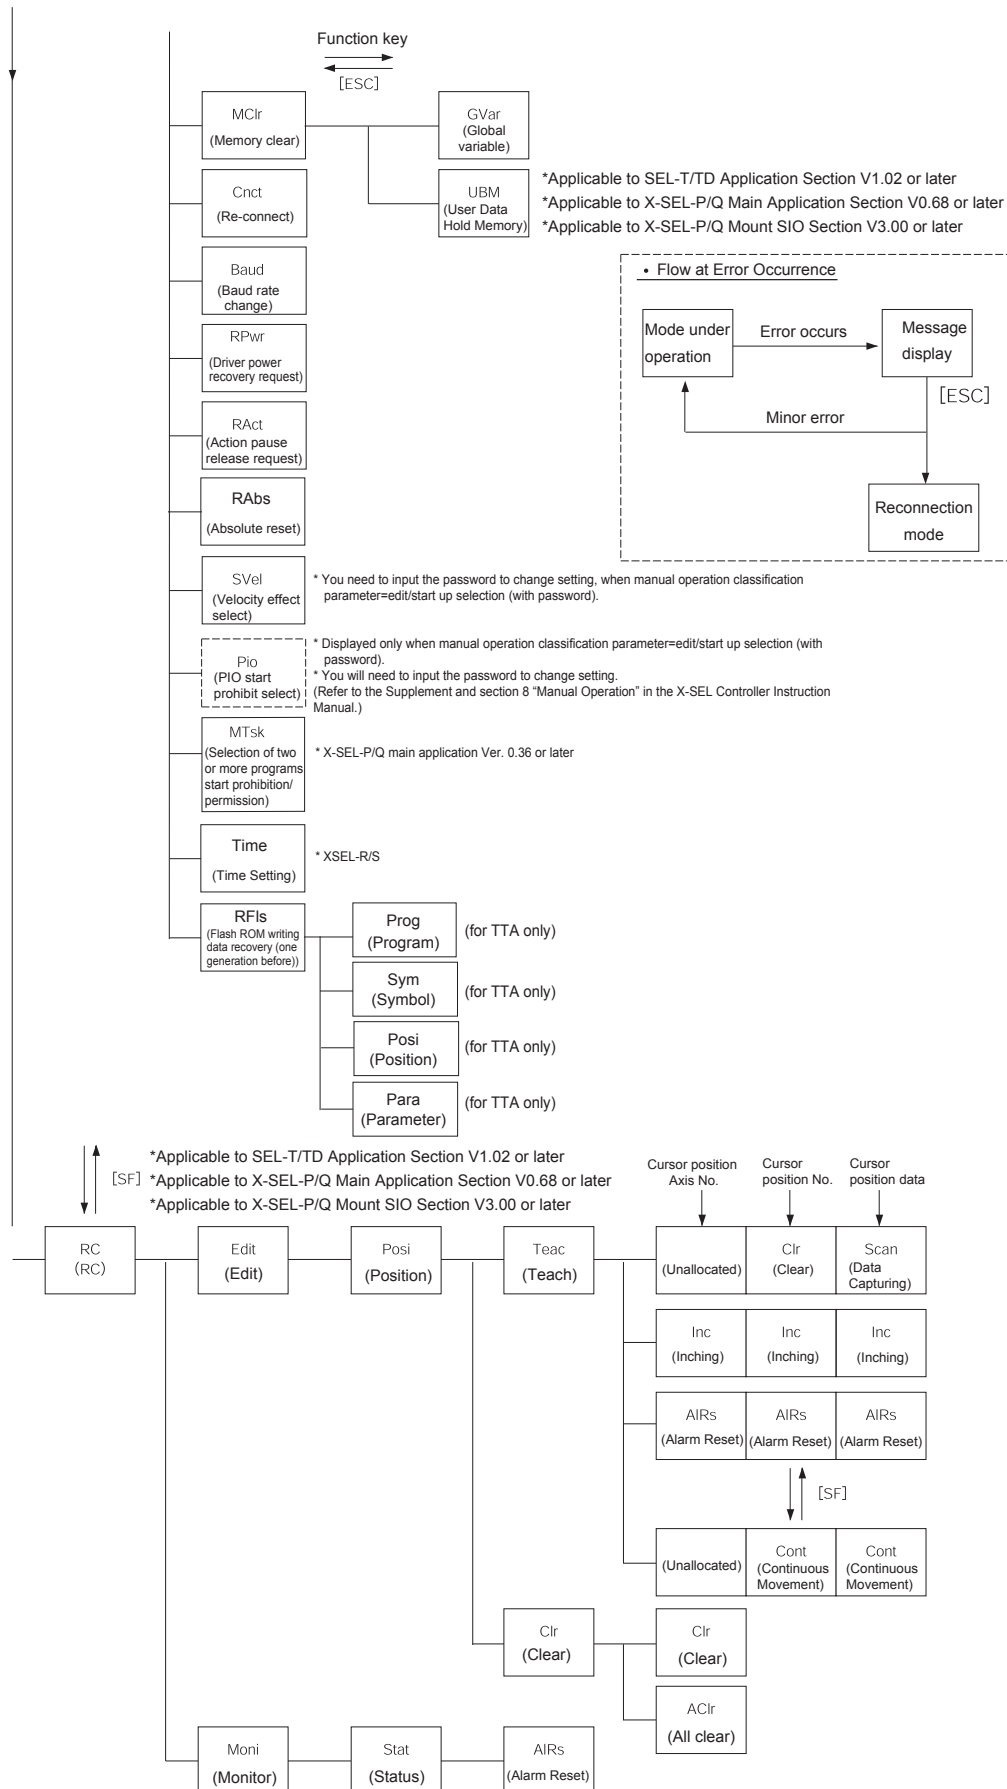 Function key
[ESC]
MClr
(Memory clear)
GVar
(Global
variable)
UBM
(User Data
Hold Memory)
*Applicable to SEL-T/TD Application Section V1.02 or later
*Applicable to X-SEL-P/Q Main Application Section V0.68 or later
*Applicable to X-SEL-P/Q Mount SIO Section V3.00 or later
Cnct
(Re-connect)
Baud
(Baud rate
change)
RPwr
(Driver power
recovery request)
RAct
(Action pause
release request)
RAbs
(Absolute reset)
• Flow at Error Occurrence
Mode under
operation
Error occurs
Message
display
[ESC]
Minor error
Reconnection
mode
SVel
(Velocity effect
select)
* You need to input the password to change setting, when manual operation classification
parameter=edit/start up selection (with password).
Pio
(PIO start
prohibit select)
* Displayed only when manual operation classification parameter=edit/start up selection (with
password).
* You will need to input the password to change setting.
(Refer to the Supplement and section 8 “Manual Operation” in the X-SEL Controller Instruction
Manual.)
MTsk
(Selection of two
or more programs
start prohibition/
permission)
* X-SEL-P/Q main application Ver. 0.36 or later
Time
(Time Setting)
* XSEL-R/S
RFls
(Flash ROM writing
data recovery (one
generation before))
Prog
(Program)
(for TTA only)
Sym
(Symbol)
(for TTA only)
Posi
(Position)
(for TTA only)
Para
(Parameter)
(for TTA only)
[SF]
*Applicable to SEL-T/TD Application Section V1.02 or later
*Applicable to X-SEL-P/Q Main Application Section V0.68 or later
*Applicable to X-SEL-P/Q Mount SIO Section V3.00 or later
Cursor position
Axis No.
Cursor
position No.
Cursor
position data
RC
(RC)
Edit
(Edit)
Posi
(Position)
Teac
(Teach)
(Unallocated)
Clr
(Clear)
Scan
(Data
Capturing)
Inc
(Inching)
Inc
(Inching)
Inc
(Inching)
AlRs
(Alarm Reset)
AlRs
(Alarm Reset)
AlRs
(Alarm Reset)
[SF]
(Unallocated)
Cont
(Continuous
Movement)
Cont
(Continuous
Movement)
Clr
(Clear)
Clr
(Clear)
AClr
(All clear)
Moni
(Monitor)
Stat
(Status)
AlRs
(Alarm Reset)